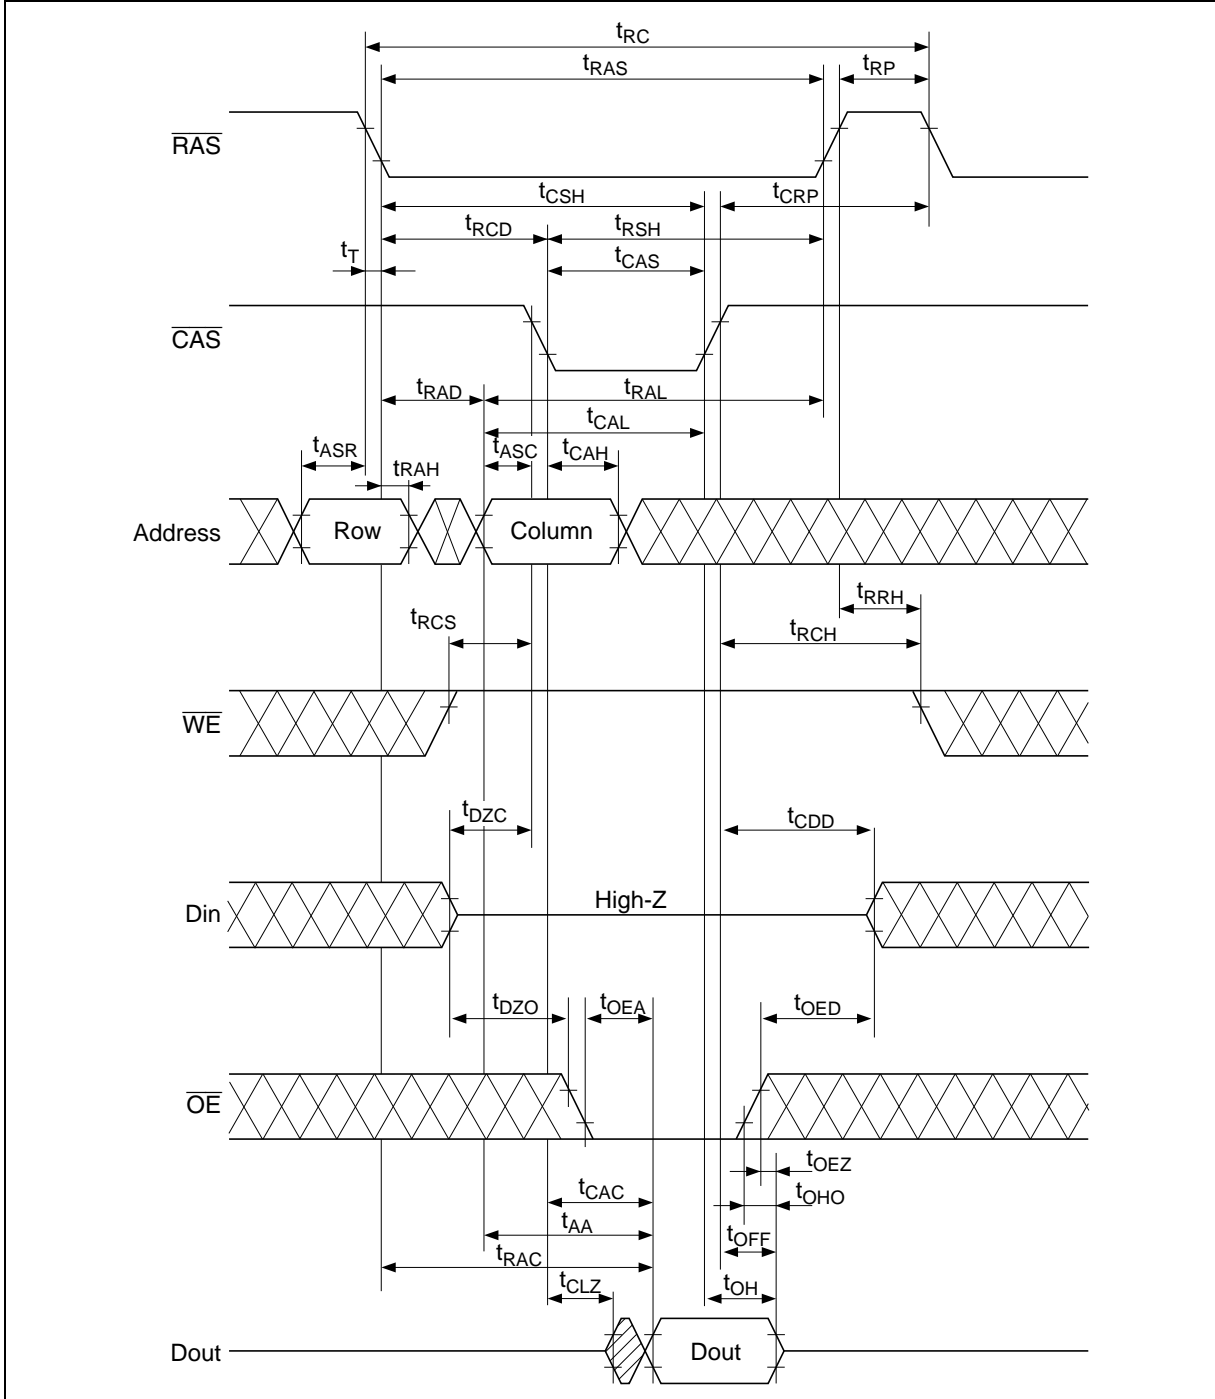 tRC
tRAS
tRP
RAS
tCSH
tCRP
tRCD
tRSH
tT
tCAS
CAS
tRAD
tRAL
tCAL
tASR
tASC
tCAH
tRAH
Address
Row
Column
tRRH
tRCS
tRCH
WE
tDZC
tCDD
Din
High-Z
tDZO
tOEA
tOED
OE
tOEZ
tCAC
tOHO
tAA
tOFF
tRAC
tCLZ
tOH
Dout
Dout